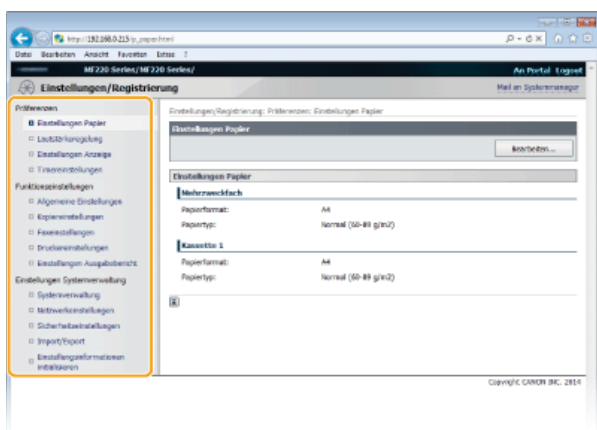 http://192.168.0.215/p_paper.html
Datei Bearbeiten Ansicht Favoriten Extras ?
MF220 Series/MF220 Series/
An Portal Logout
Einstellungen/Registrierung
Mail an Systemmanager
Präferenzen
Einstellungen Papier
Lautstärkeregelung
Einstellungen Anzeige
Timereinstellungen
Funktionseinstellungen
Allgemeine Einstellungen
Kopiereinstellungen
Faxeinstellungen
Druckereinstellungen
Einstellungen Ausgabebericht
Einstellungen Systemverwaltung
Systemverwaltung
Netzwerkeinstellungen
Sicherheitseinstellungen
Import/Export
Einstellungsinformationen
initialisieren
Einstellungen/Registrierung: Präferenzen: Einstellungen Papier
Einstellungen Papier
Bearbeiten...
Einstellungen Papier
Mehrzweckfach
Papierformat: A4
Papiertyp: Normal (60-89 g/m2)
Kassette 1
Papierformat: A4
Papiertyp: Normal (60-89 g/m2)
Copyright CANON INC. 2014